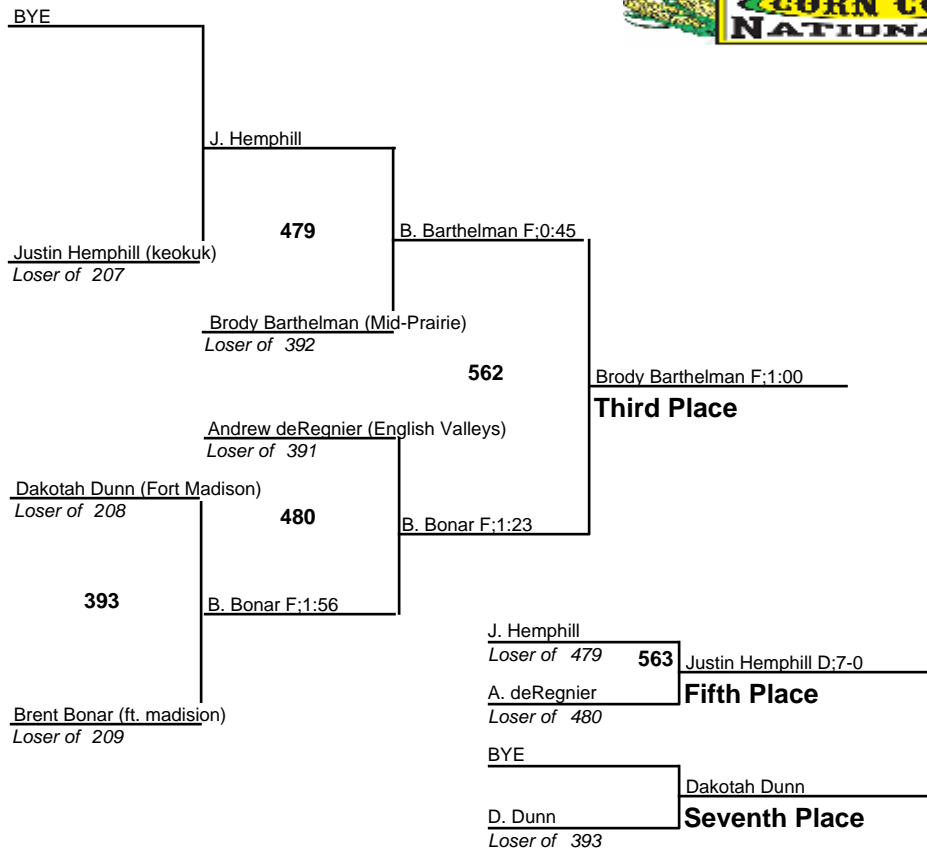 BYE
CORN CO
NATIONA
J. Hemphill
479
B. Barthelman F;0:45
Justin Hemphill (keokuk)
Loser of 207
Brody Barthelman (Mid-Prairie)
Loser of 392
562
Brody Barthelman F;1:00
Third Place
Andrew deRegnier (English Valleys)
Loser of 391
Dakotah Dunn (Fort Madison)
Loser of 208
480
B. Bonar F;1:23
393
B. Bonar F;1:56
Brent Bonar (ft. madision)
Loser of 209
J. Hemphill
Loser of 479
563
Justin Hemphill D;7-0
Fifth Place
A. deRegnier
Loser of 480
BYE
Dakotah Dunn
Seventh Place
D. Dunn
Loser of 393